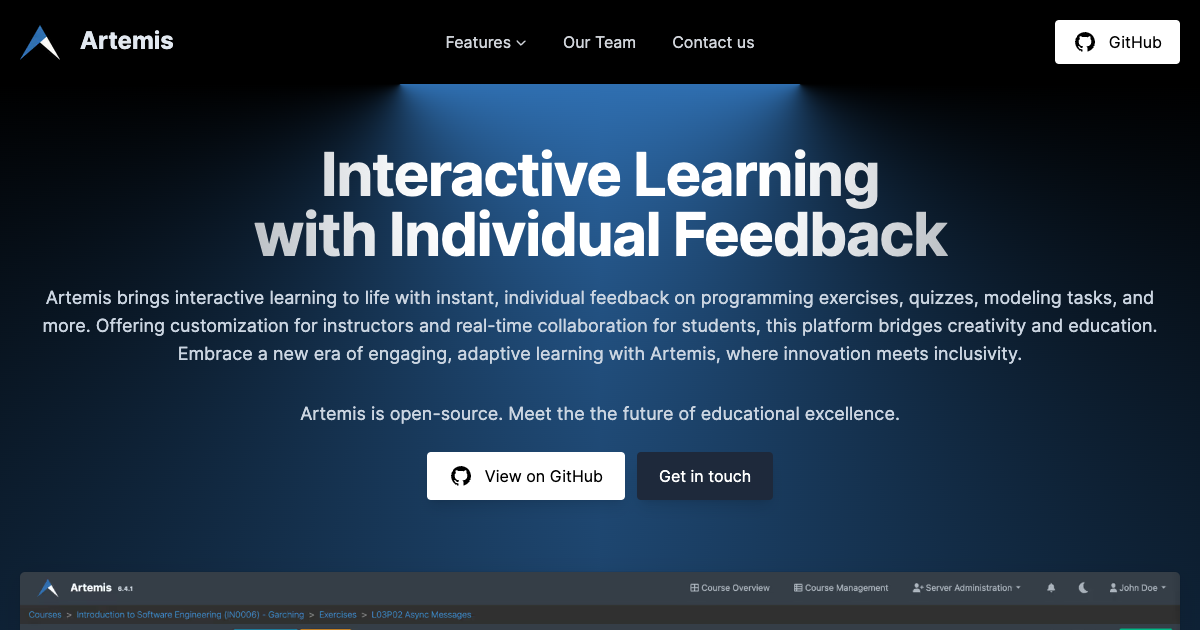 Artemis
Features
Our Team
Contact us
GitHub
Interactive Learning
with Individual Feedback
Artemis brings interactive learning to life with instant, individual feedback on programming exercises, quizzes, modeling tasks, and
more. Offering customization for instructors and real-time collaboration for students, this platform bridges creativity and education.
Embrace a new era of engaging, adaptive learning with Artemis, where innovation meets inclusivity.
Artemis is open-source. Meet the the future of educational excellence.
View on GitHub
Get in touch
Artemis 6.4.1
Course Overview
Course Management
Server Administration
John Doe
Courses > Introduction to Software Engineering (IN0006) - Garching > Exercises > L03P02 Async Messages